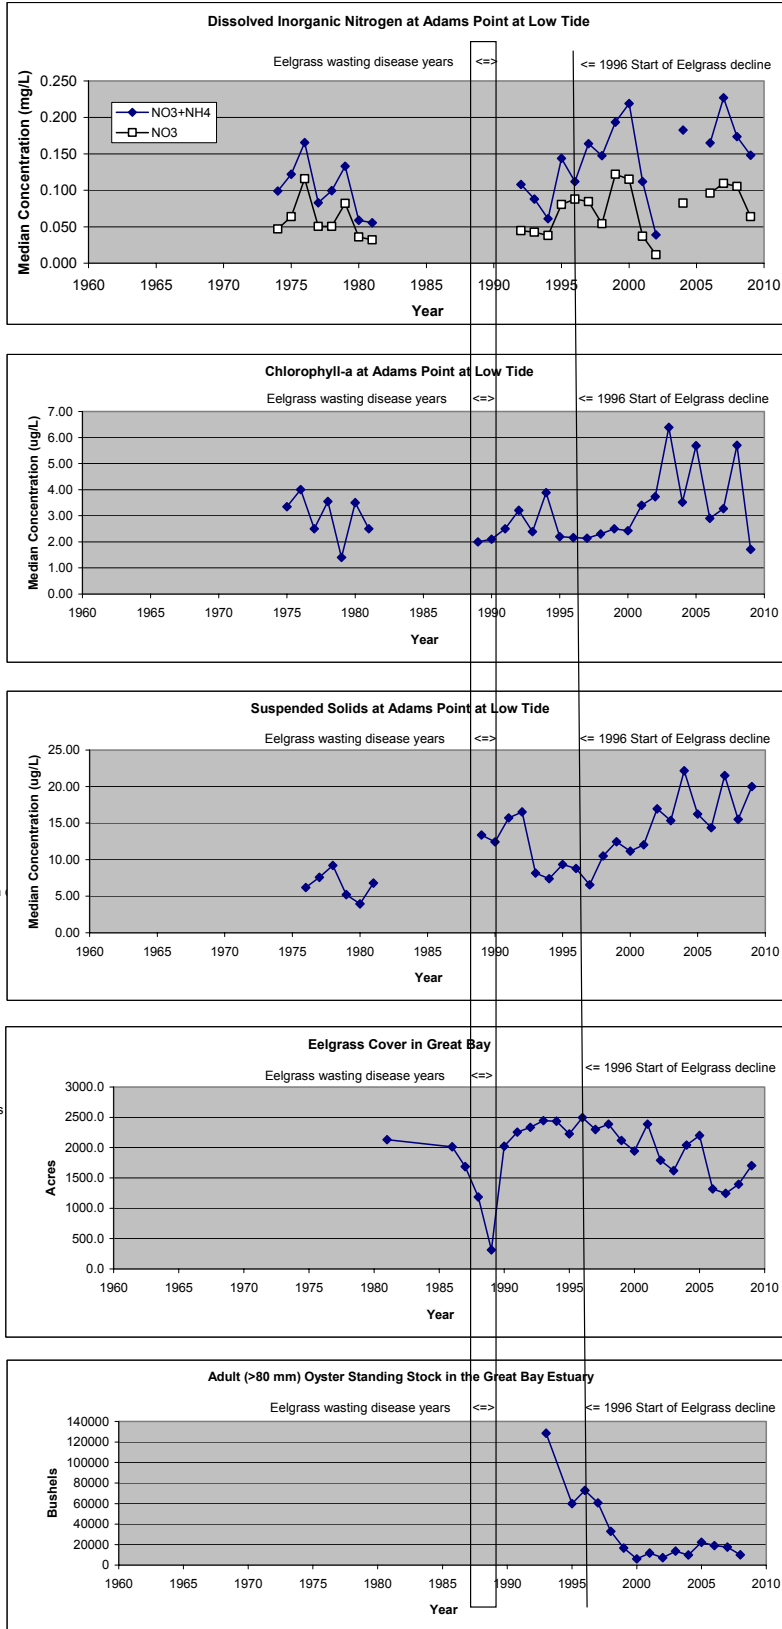 Dissolved Inorganic Nitrogen at Adams Point at Low Tide
Eelgrass wasting disease years <=> <= 1996 Start of Eelgrass decline
Median Concentration (mg/L)
0.250
0.200
0.150
0.100
0.050
0.000
NO3+NH4
NO3
1960 1965 1970 1975 1980 1985 1990 1995 2000 2005 2010
Year
Chlorophyll-a at Adams Point at Low Tide
Eelgrass wasting disease years <=> <= 1996 Start of Eelgrass decline
Median Concentration (ug/L)
7.00
6.00
5.00
4.00
3.00
2.00
1.00
0.00
1960 1965 1970 1975 1980 1985 1990 1995 2000 2005 2010
Year
Suspended Solids at Adams Point at Low Tide
Eelgrass wasting disease years <=> <= 1996 Start of Eelgrass decline
Median Concentration (ug/L)
25.00
20.00
15.00
10.00
5.00
0.00
1960 1965 1970 1975 1980 1985 1990 1995 2000 2005 2010
Year
Eelgrass Cover in Great Bay
Eelgrass wasting disease years <=> <= 1996 Start of Eelgrass decline
s
Acres
3000.0
2500.0
2000.0
1500.0
1000.0
500.0
0.0
1960 1965 1970 1975 1980 1985 1990 1995 2000 2005 2010
Year
Adult (>80 mm) Oyster Standing Stock in the Great Bay Estuary
Eelgrass wasting disease years <=> <= 1996 Start of Eelgrass decline
Bushels
140000
120000
100000
80000
60000
40000
20000
0
1960 1965 1970 1975 1980 1985 1990 1995 2000 2005 2010
Year